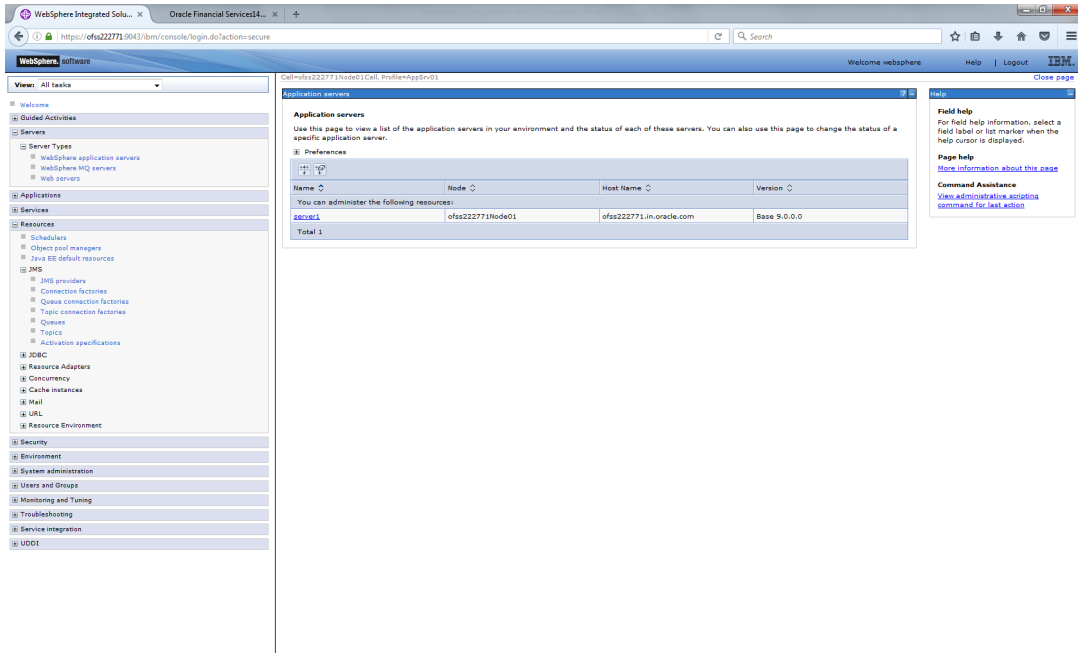 WebSphere Integrated Solu... ×
Oracle Financial Services14... × +
https://ofss222771:9043/ibm/console/login.do?action=secure
Search
WebSphere. software
Welcome websphere
Help | Logout
IBM.
View: All tasks
Welcome
Guided Activities
Servers
Server Types
WebSphere application servers
WebSphere MQ servers
Web servers
Applications
Services
Resources
Schedulers
Object pool managers
Java EE default resources
JMS
JMS providers
Connection factories
Queue connection factories
Topic connection factories
Queues
Topics
Activation specifications
JDBC
Resource Adapters
Concurrency
Cache instances
Mail
URL
Resource Environment
Security
Environment
System administration
Users and Groups
Monitoring and Tuning
Troubleshooting
Service integration
UDDI
Cell=ofss222771Node01Cell, Profile=AppSrv01
Close page
Application servers
? –
Application servers
Use this page to view a list of the application servers in your environment and the status of each of these servers. You can also use this page to change the status of a
specific application server.
Preferences
Name Node Host Name Version
You can administer the following resources:
server1 ofss222771Node01 ofss222771.in.oracle.com Base 9.0.0.0
Total 1
Help
Field help
For field help information, select a
field label or list marker when the
help cursor is displayed.
Page help
More information about this page
Command Assistance
View administrative scripting
command for last action